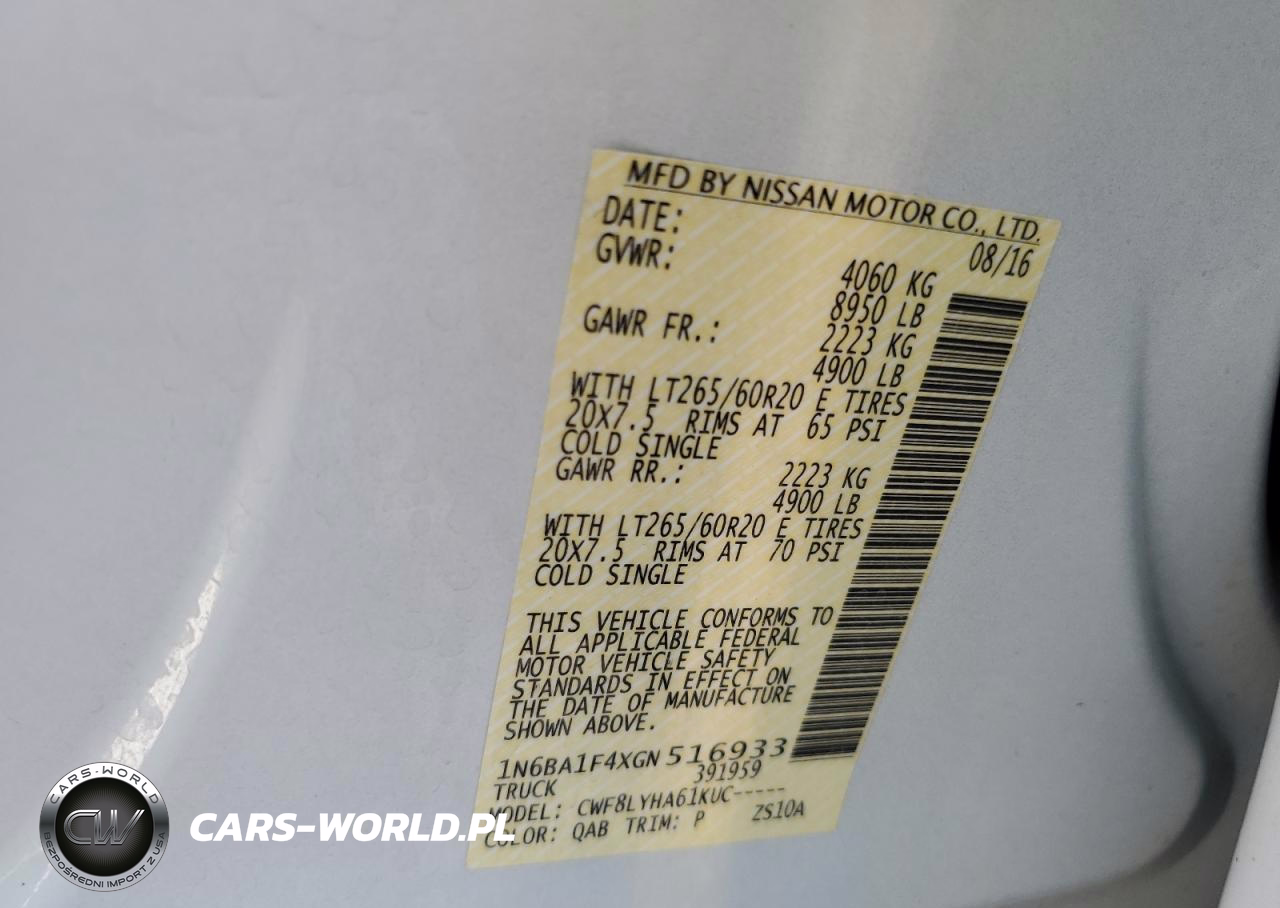 MFD BY NISSAN MOTOR CO., LTD.
DATE: 08/16
GVWR: 4060 KG
8950 LB
GAWR FR.: 2223 KG
4900 LB
WITH LT265/60R20 E TIRES
20X7.5 RIMS AT 65 PSI
COLD SINGLE
GAWR RR.: 2223 KG
4900 LB
WITH LT265/60R20 E TIRES
20X7.5 RIMS AT 70 PSI
COLD SINGLE
THIS VEHICLE CONFORMS TO
ALL APPLICABLE FEDERAL
MOTOR VEHICLE SAFETY
STANDARDS IN EFFECT ON
THE DATE OF MANUFACTURE
SHOWN ABOVE.
1N6BA1F4XGN516933
TRUCK 391959
MODEL: CWF8LYHA61KUC-----
COLOR: QAB TRIM: P ZS10A
CARS-WORLD
CW
BEZPOŚREDNI IMPORT Z USA
CARS-WORLD.PL